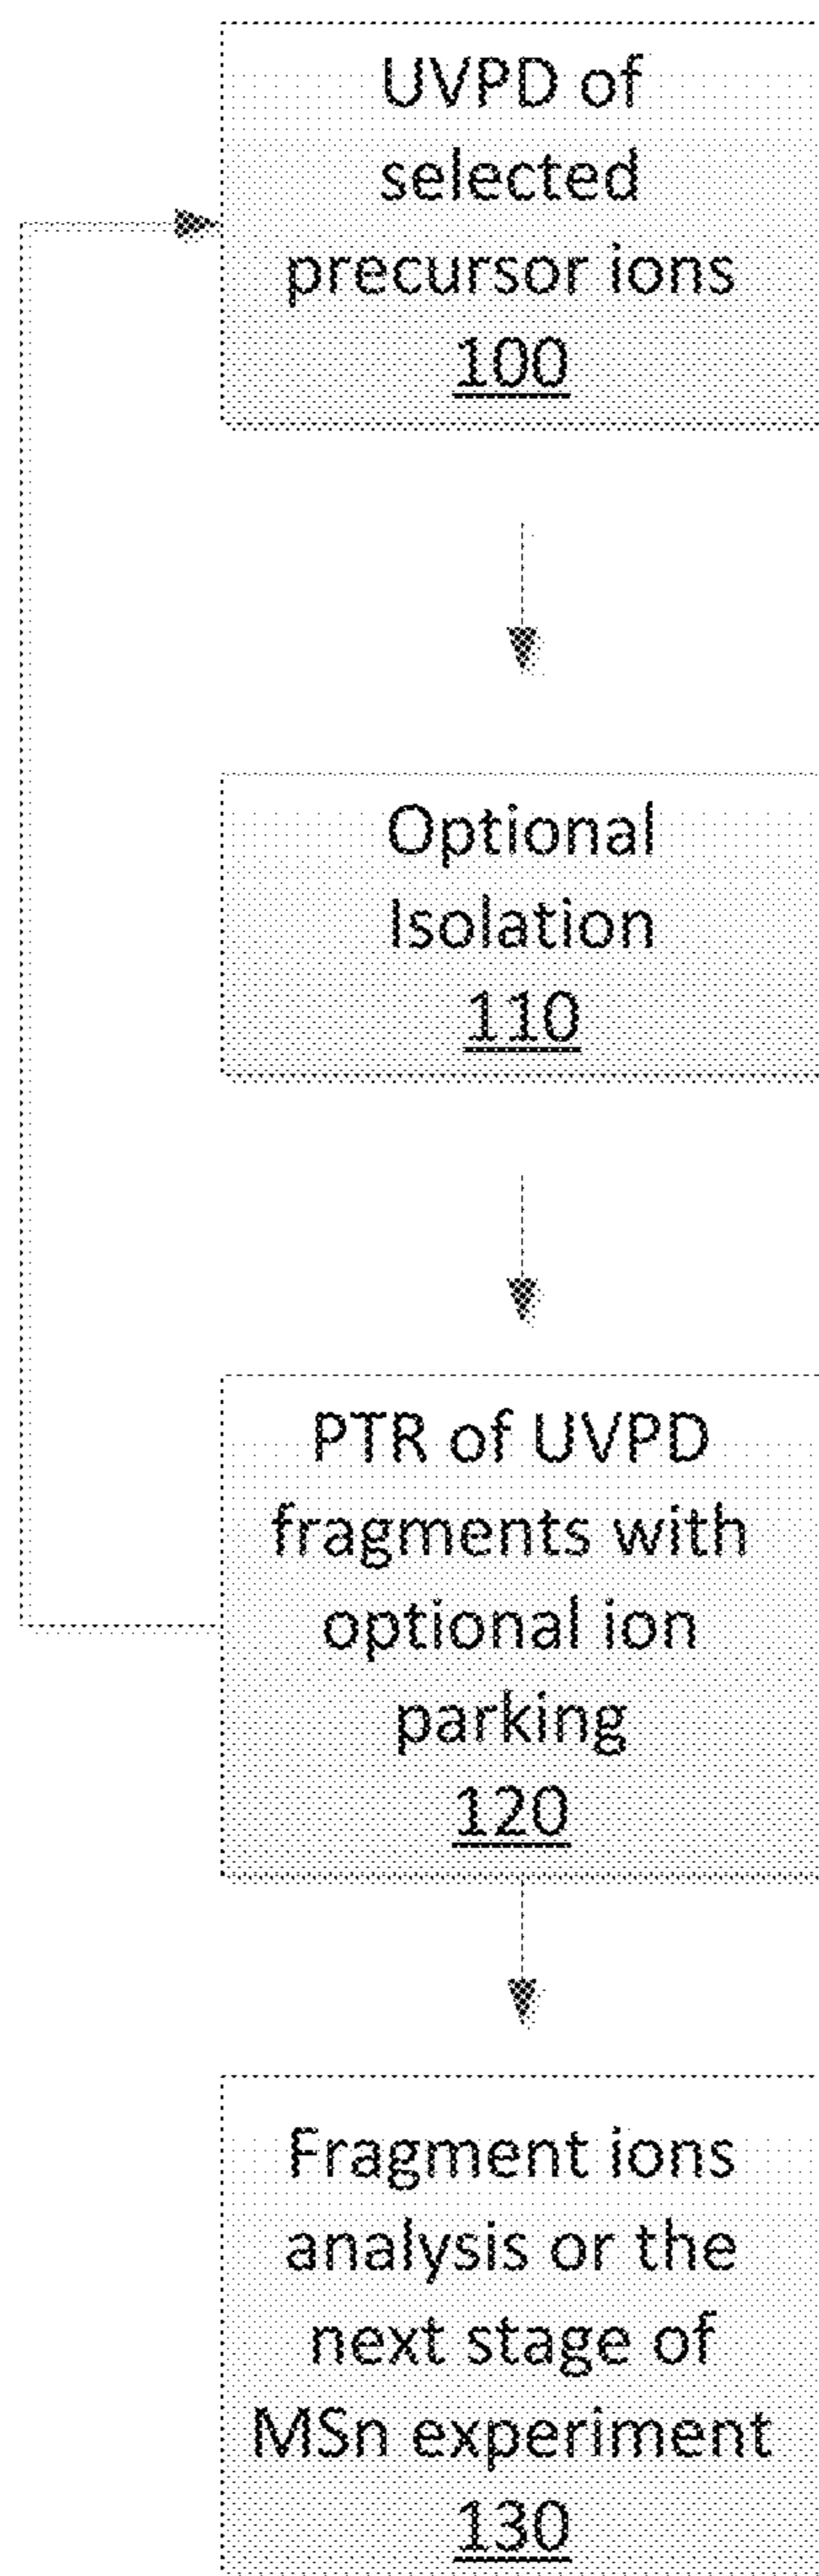 UVPD of
selected
precursor ions
100
Optional
Isolation
110
PTR of UVPD
fragments with
optional ion
parking
120
Fragment ions
analysis or the
next stage of
MSn experiment
130